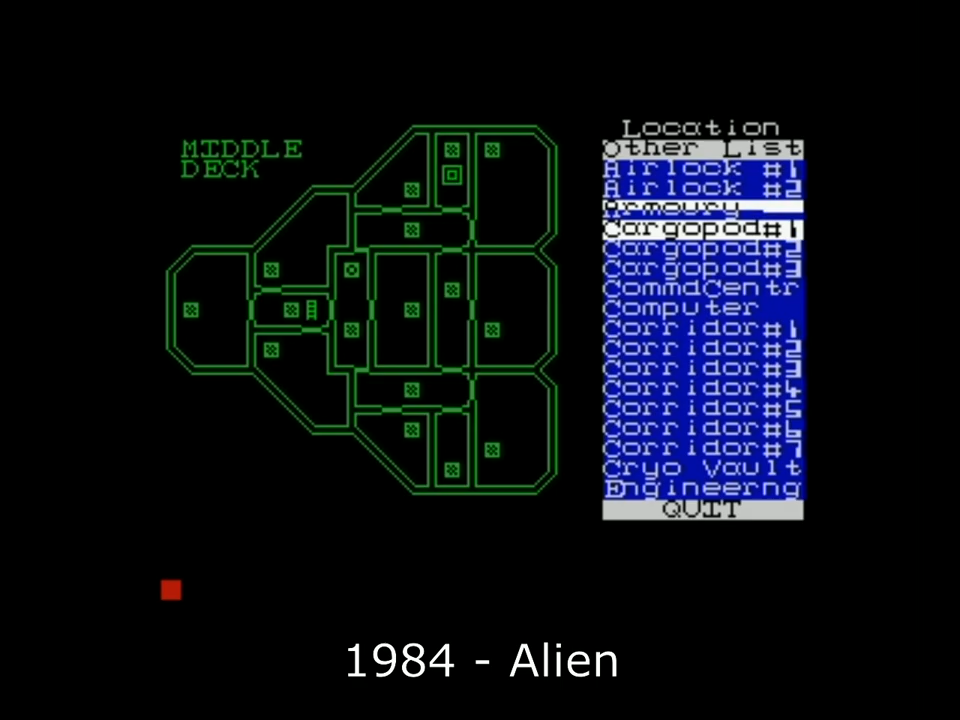 MIDDLE
DECK
Location
Other List
Airlock #1
Airlock #2
Armoury
Cargopod#1
Cargopod#2
Cargopod#3
CommdCentr
Computer
Corridor#1
Corridor#2
Corridor#3
Corridor#4
Corridor#5
Corridor#6
Corridor#7
Cryo Vault
Engineerng
QUIT
1984 - Alien